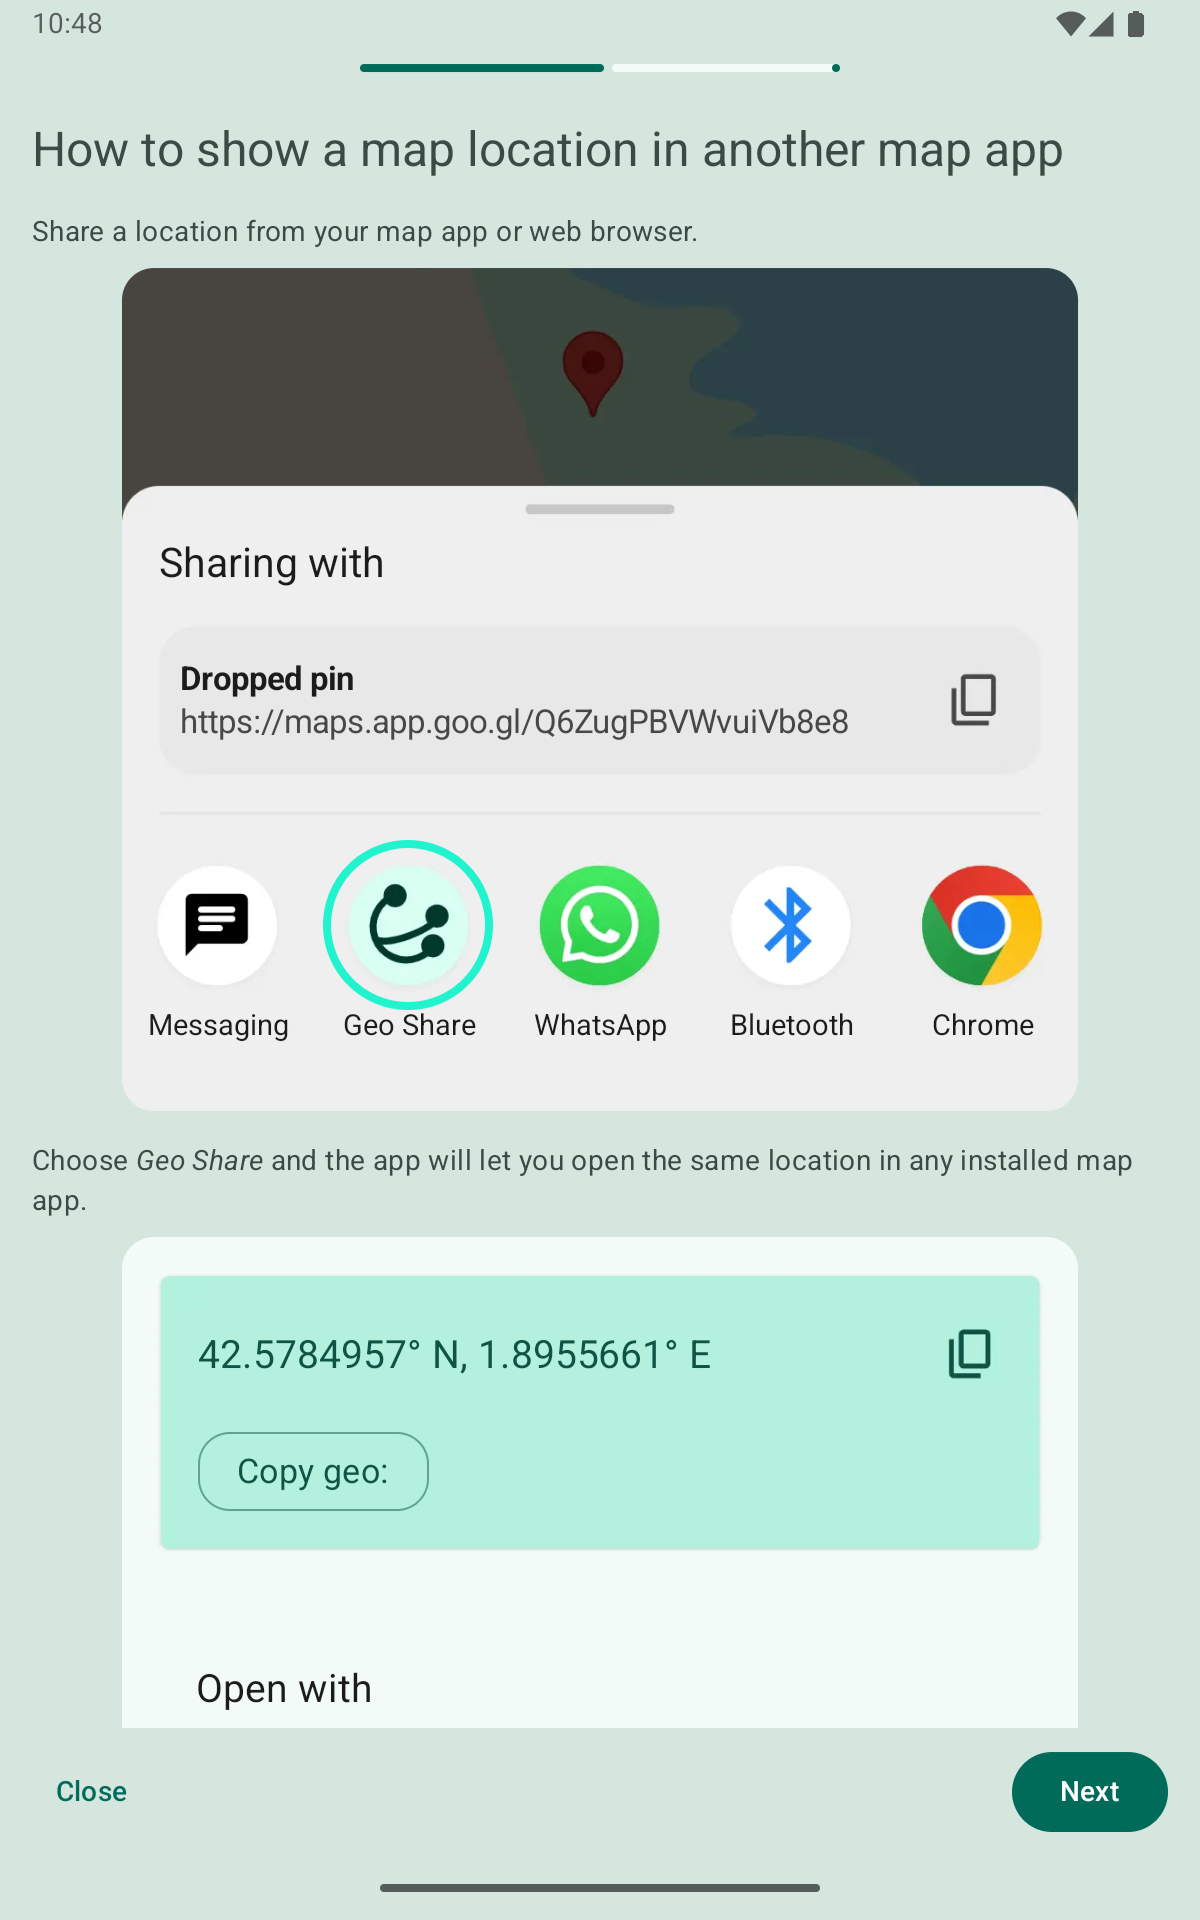 10:48
How to show a map location in another map app
Share a location from your map app or web browser.
Sharing with
Dropped pin
https://maps.app.goo.gl/Q6ZugPBVWvuiVb8e8
Messaging
Geo Share
WhatsApp
Bluetooth
Chrome
Choose Geo Share and the app will let you open the same location in any installed map
app.
42.5784957° N, 1.8955661° E
Copy geo:
Open with
Close
Next